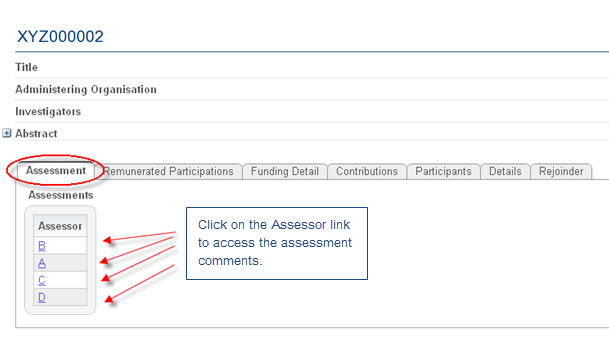 XYZ000002
Title
Administering Organisation
Investigators
Abstract
Assessment Remunerated Participations Funding Detail Contributions Participants Details Rejoinder
Assessments
Assessor
B
A
C
D
Click on the Assessor link
to access the assessment
comments.